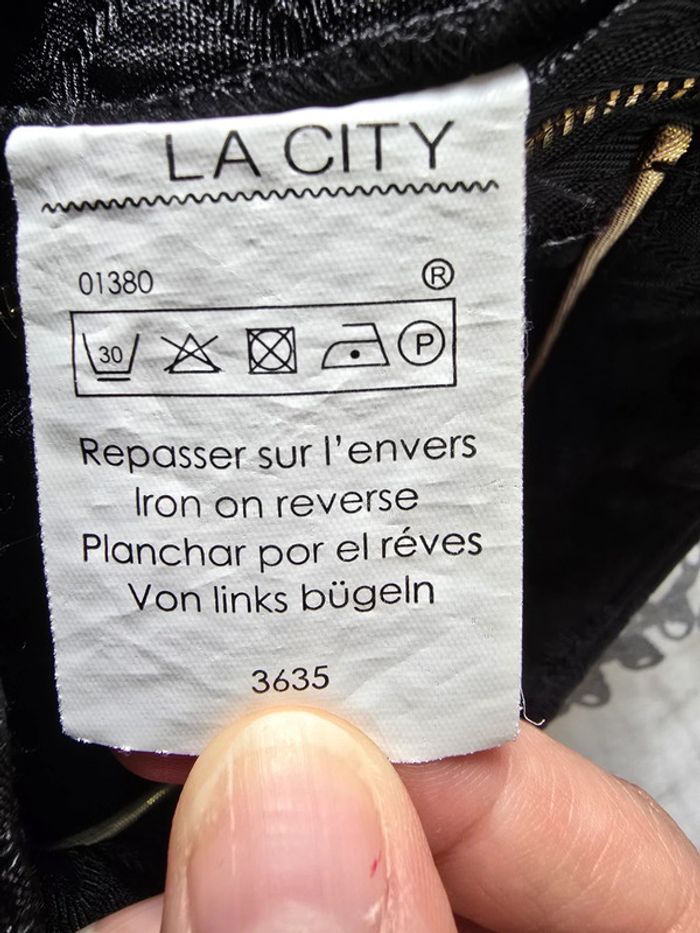 LA CITY
01380 ®
30 P
Repasser sur l'envers
Iron on reverse
Planchar por el réves
Von links bügeln
3635